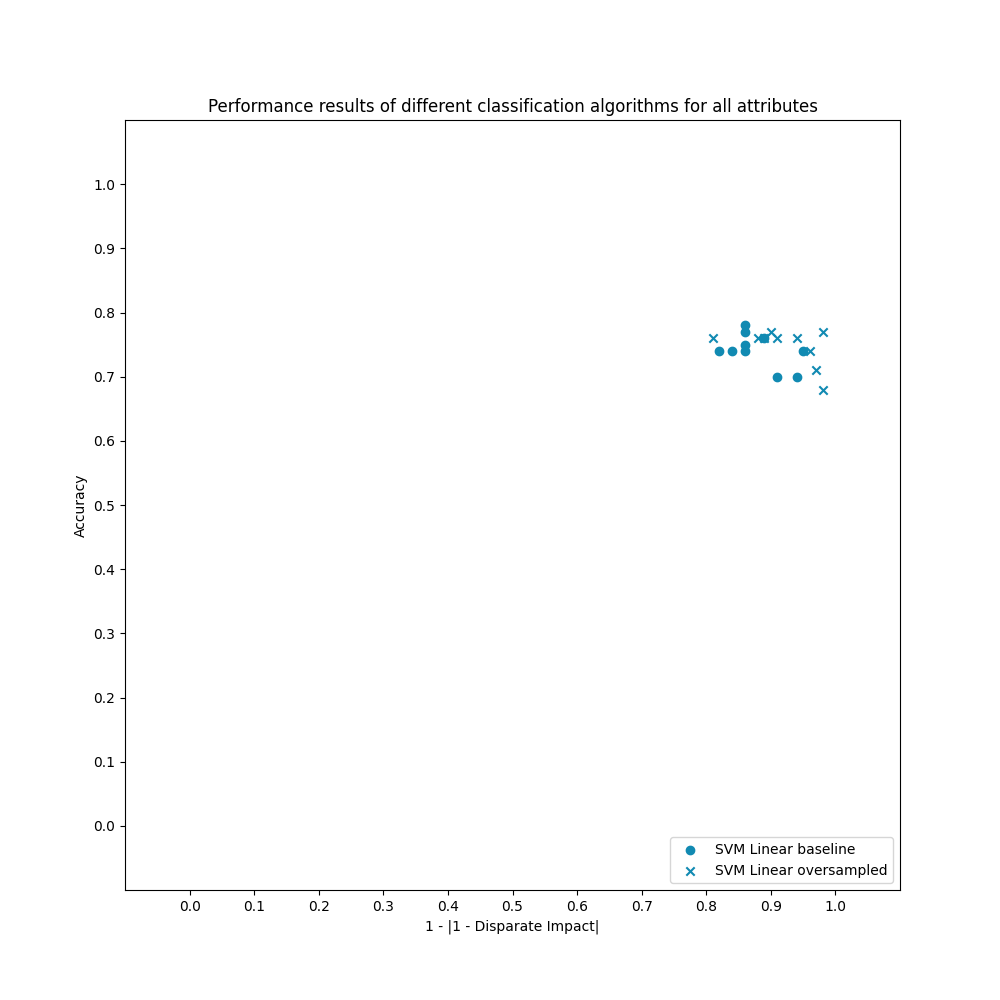 Performance results of different classification algorithms for all attributes
1.0
0.9
0.8
0.7
0.6
0.5
0.4
0.3
0.2
0.1
0.0
Accuracy
SVM Linear baseline
SVM Linear oversampled
0.0 0.1 0.2 0.3 0.4 0.5 0.6 0.7 0.8 0.9 1.0
1 - |1 - Disparate Impact|